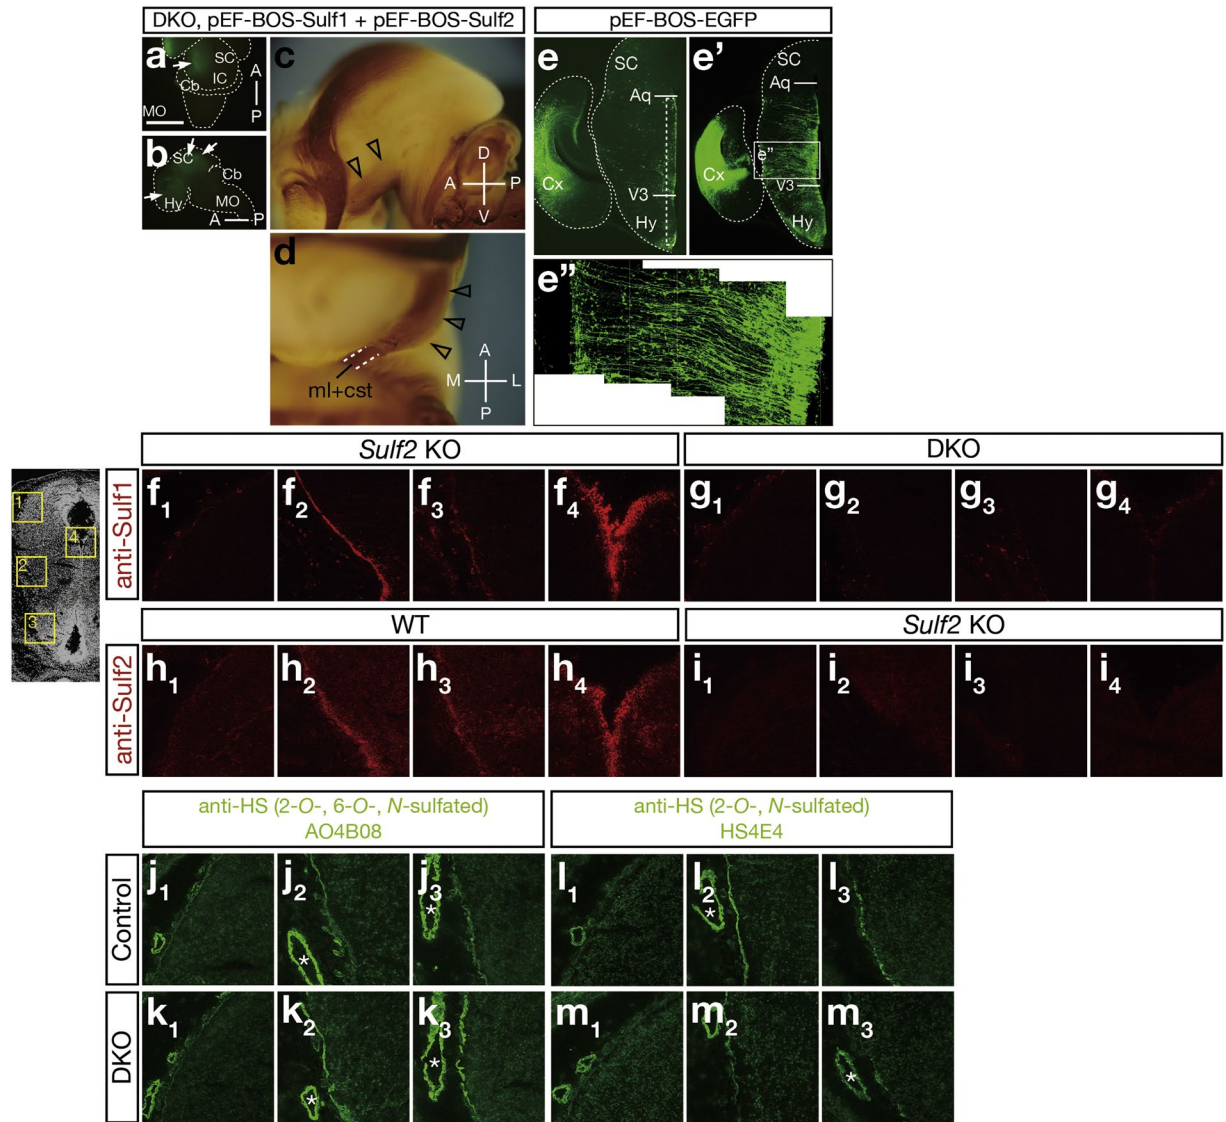 DKO, pEF-BOS-Sulf1 + pEF-BOS-Sulf2
pEF-BOS-EGFP
a
SC
IC
Cb
MO
A
P
b
SC
Cb
Hy
MO
A
P
c
D
A
P
V
d
ml+cst
A
M
L
P
e
SC
Aq
Cx
V3
Hy
e’
SC
Aq
Cx
e”
V3
Hy
e”
Sulf2 KO
DKO
anti-Sulf1
f1
f2
f3
f4
g1
g2
g3
g4
1
4
2
3
WT
Sulf2 KO
anti-Sulf2
h1
h2
h3
h4
i1
i2
i3
i4
anti-HS (2-O-, 6-O-, N-sulfated)
AO4B08
anti-HS (2-O-, N-sulfated)
HS4E4
Control
j1
j2
*
j3
*
l1
l2
*
l3
DKO
k1
k2
*
k3
*
m1
m2
m3
*